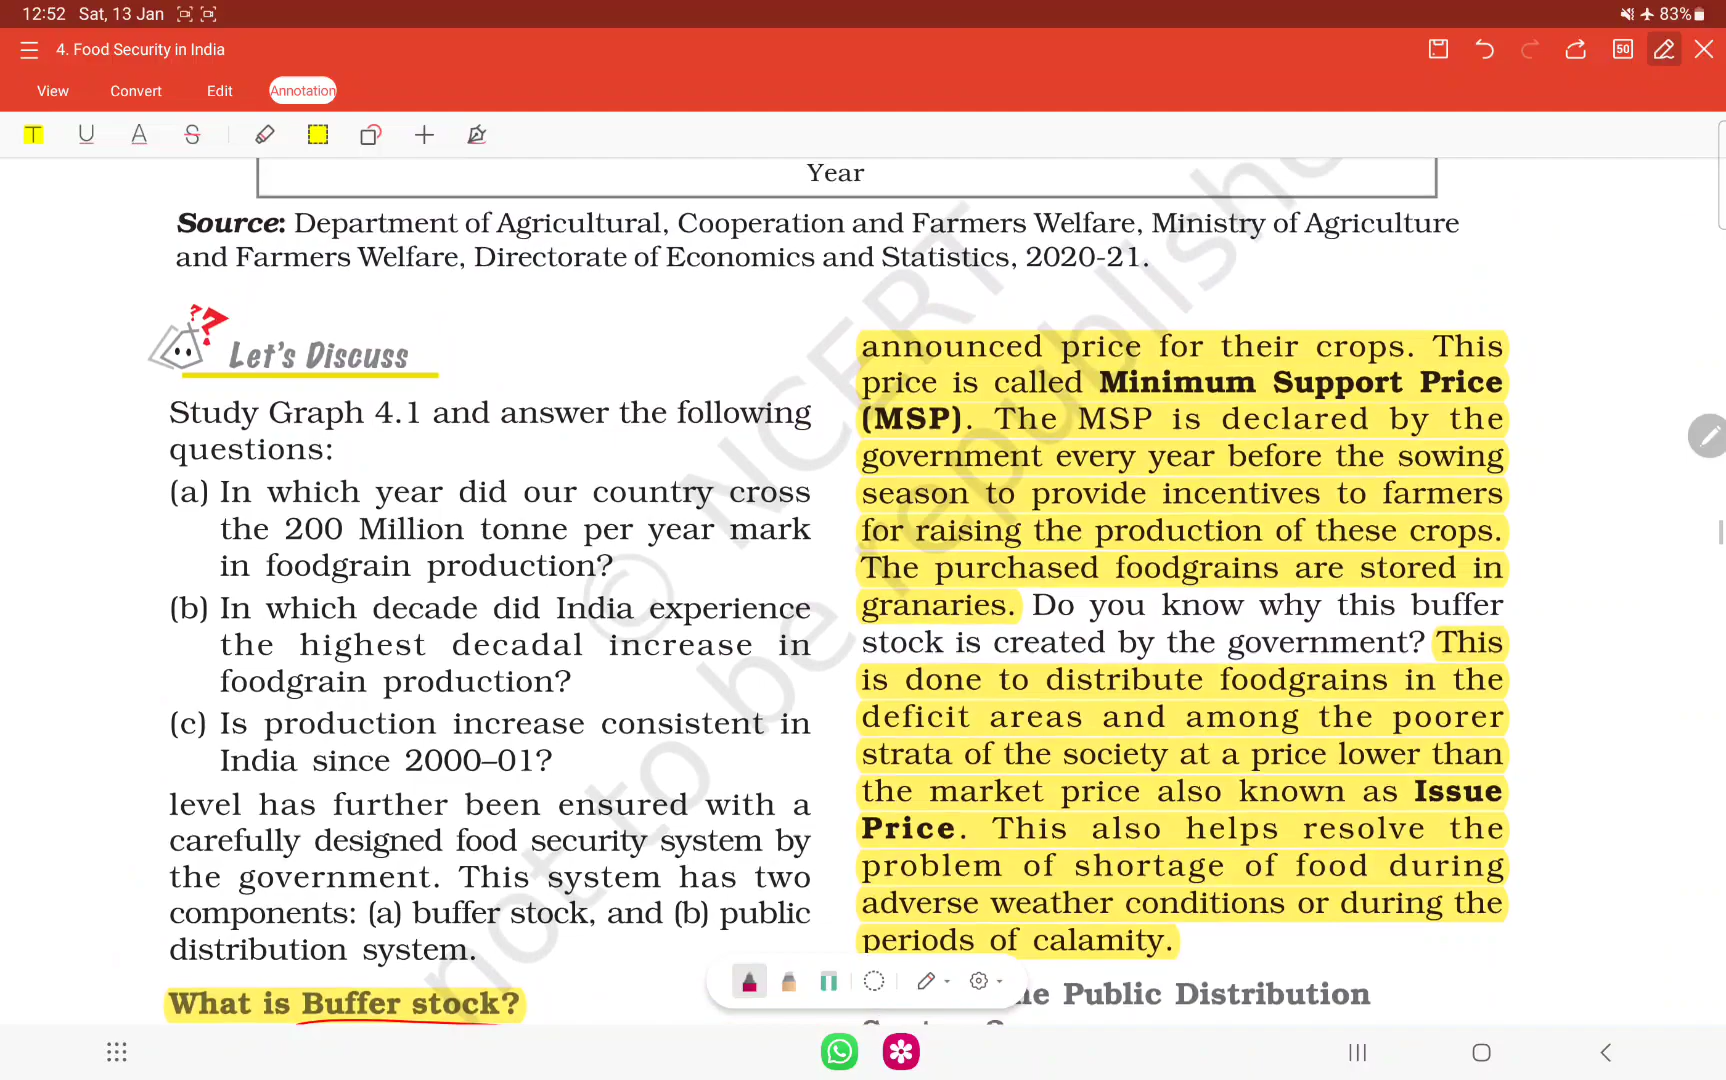 12:52 Sat, 13 Jan
83%
4. Food Security in India
50
View Convert Edit Annotation
Year
Source: Department of Agricultural, Cooperation and Farmers Welfare, Ministry of Agriculture
and Farmers Welfare, Directorate of Economics and Statistics, 2020-21.
Let's Discuss
Study Graph 4.1 and answer the following
questions:
(a) In which year did our country cross
the 200 Million tonne per year mark
in foodgrain production?
(b) In which decade did India experience
the highest decadal increase in
foodgrain production?
(c) Is production increase consistent in
India since 2000–01?
level has further been ensured with a
carefully designed food security system by
the government. This system has two
components: (a) buffer stock, and (b) public
distribution system.
What is Buffer stock?
announced price for their crops. This
price is called Minimum Support Price
(MSP). The MSP is declared by the
government every year before the sowing
season to provide incentives to farmers
for raising the production of these crops.
The purchased foodgrains are stored in
granaries. Do you know why this buffer
stock is created by the government? This
is done to distribute foodgrains in the
deficit areas and among the poorer
strata of the society at a price lower than
the market price also known as Issue
Price. This also helps resolve the
problem of shortage of food during
adverse weather conditions or during the
periods of calamity.
Public Distribution
© NCERT
not to be republished